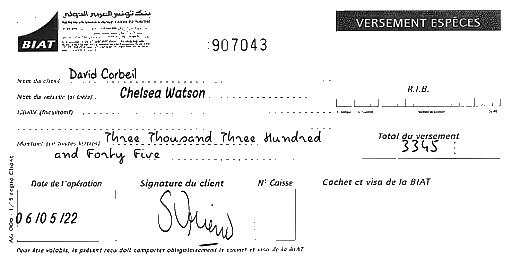 بنك تونس العربي الدولي
BIAT
VERSEMENT ESPÈCES
907043
Nom du client David Corbeil
Nom du remettant (si tiers) Chelsea Watson
R.I.B.
Libellé (facultatif)
Montant (en toutes lettres) Three Thousand Three Hundred
and Forty Five
Total du versement
3345
Date de l'opération Signature du client N° Caisse Cachet et visa de la BIAT
06/05/22
Pour être valable, le présent reçu doit comporter obligatoirement le cachet et visa de la BIAT